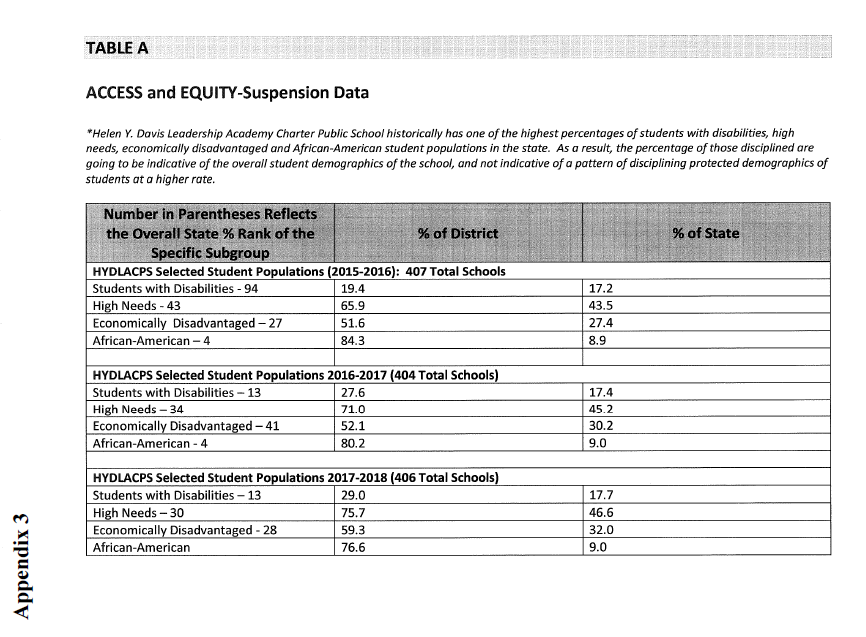 TABLE A
ACCESS and EQUITY-Suspension Data
*Helen Y. Davis Leadership Academy Charter Public School historically has one of the highest percentages of students with disabilities, high
needs, economically disadvantaged and African-American student populations in the state. As a result, the percentage of those disciplined are
going to be indicative of the overall student demographics of the school, and not indicative of a pattern of disciplining protected demographics of
students at a higher rate.
Number in Parentheses Reflects
the Overall State % Rank of the
Specific Subgroup
% of District
% of State
HYDLACPS Selected Student Populations (2015-2016): 407 Total Schools
Students with Disabilities - 94 19.4 17.2
High Needs - 43 65.9 43.5
Economically Disadvantaged – 27 51.6 27.4
African-American – 4 84.3 8.9
HYDLACPS Selected Student Populations 2016-2017 (404 Total Schools)
Students with Disabilities – 13 27.6 17.4
High Needs – 34 71.0 45.2
Economically Disadvantaged – 41 52.1 30.2
African-American - 4 80.2 9.0
HYDLACPS Selected Student Populations 2017-2018 (406 Total Schools)
Students with Disabilities – 13 29.0 17.7
High Needs – 30 75.7 46.6
Economically Disadvantaged - 28 59.3 32.0
African-American 76.6 9.0
Appendix 3